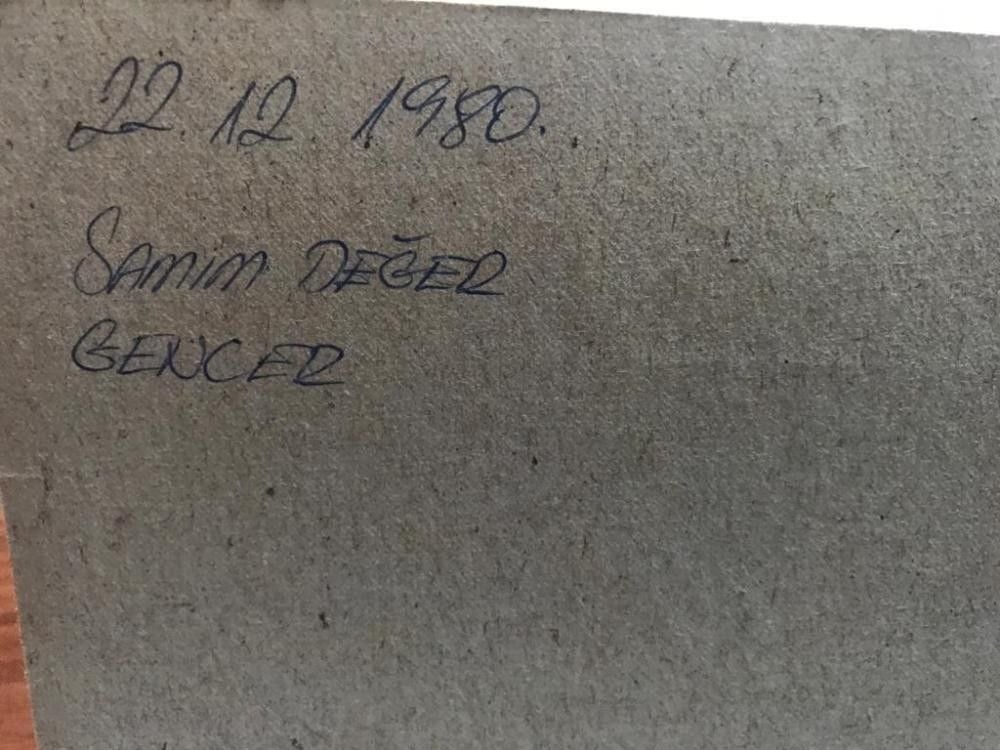 22.12.1980.
SAMIM DEĞER
GENCER